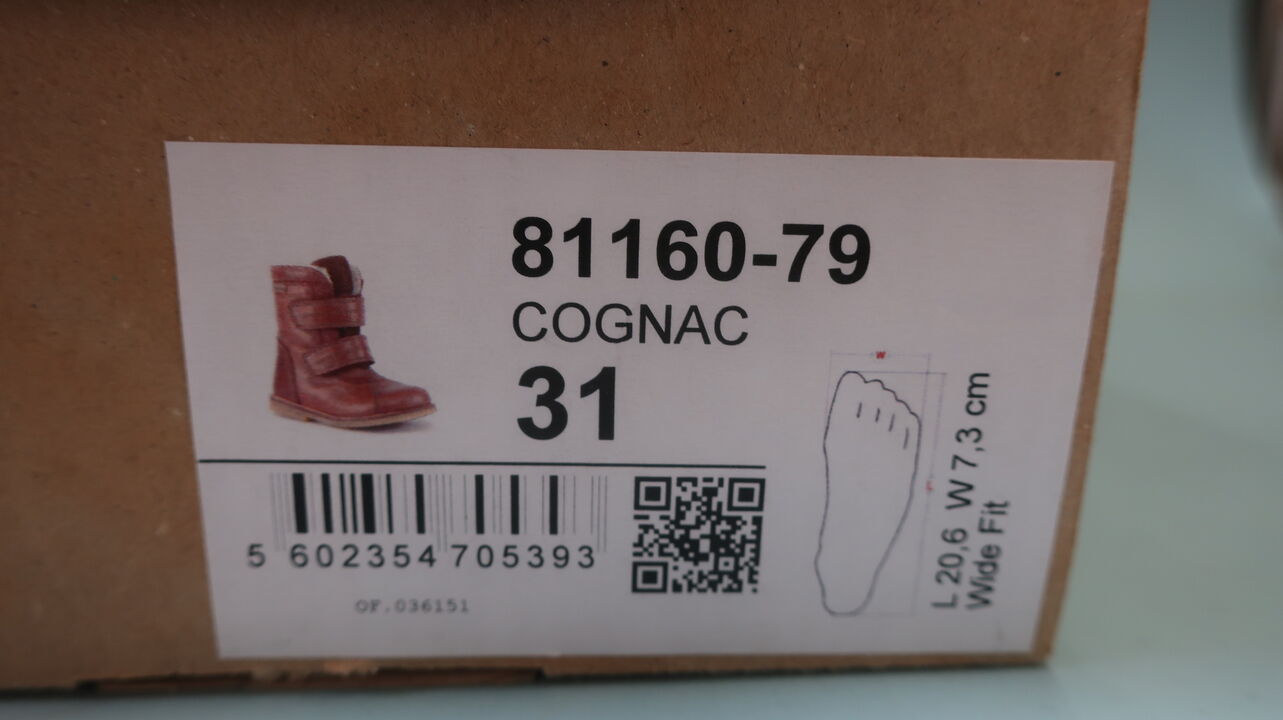 81160-79
COGNAC
31
W
5 602354 705393
OF.036151
L 20,6 W 7,3 cm
Wide Fit